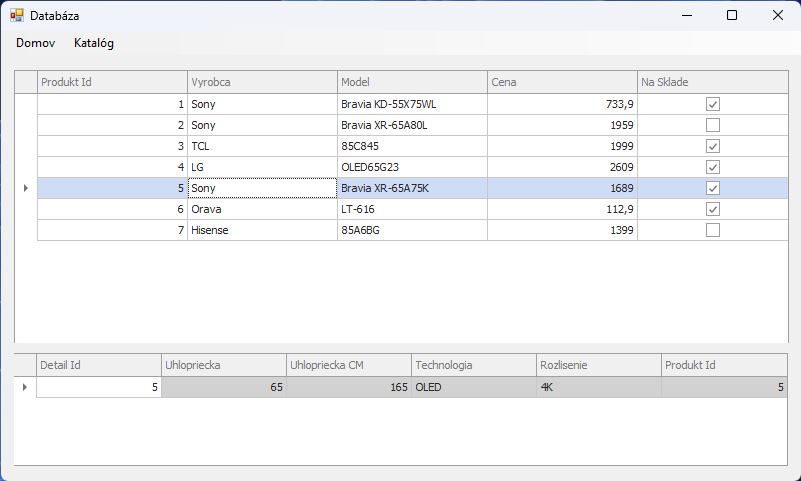 Databáza
Domov Katalóg
Produkt Id Vyrobca Model Cena Na Sklade
1 Sony Bravia KD-55X75WL 733,9
2 Sony Bravia XR-65A80L 1959
3 TCL 85C845 1999
4 LG OLED65G23 2609
5 Sony Bravia XR-65A75K 1689
6 Orava LT-616 112,9
7 Hisense 85A6BG 1399
Detail Id Uhlopriecka Uhlopriecka CM Technologia Rozlisenie Produkt Id
5 65 165 OLED 4K 5